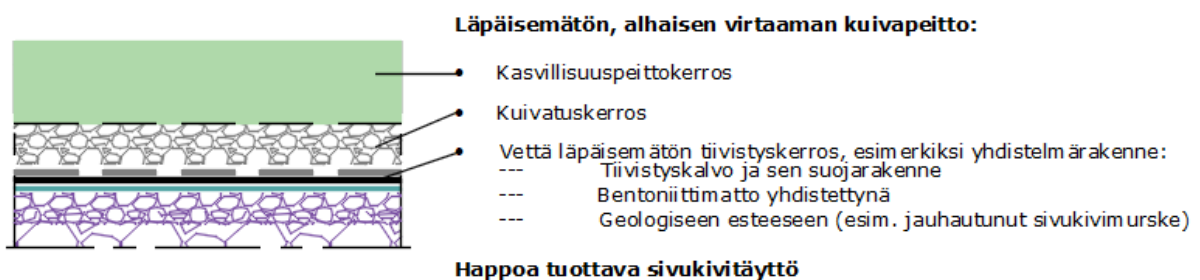 Läpäisemätön, alhaisen virtaaman kuivapeitto:
• Kasvillisuuspeittokerros
• Kuivatuskerros
• Vettä läpäisemätön tiivistyskerros, esimerkiksi yhdistelmärakenne:
--- Tiivistyskalvo ja sen suojarakenne
--- Bentoniittimatto yhdistettynä
--- Geologiseen esteeseen (esim. jauhautunut sivukivimurske)
Happoa tuottava sivukivitäyttö